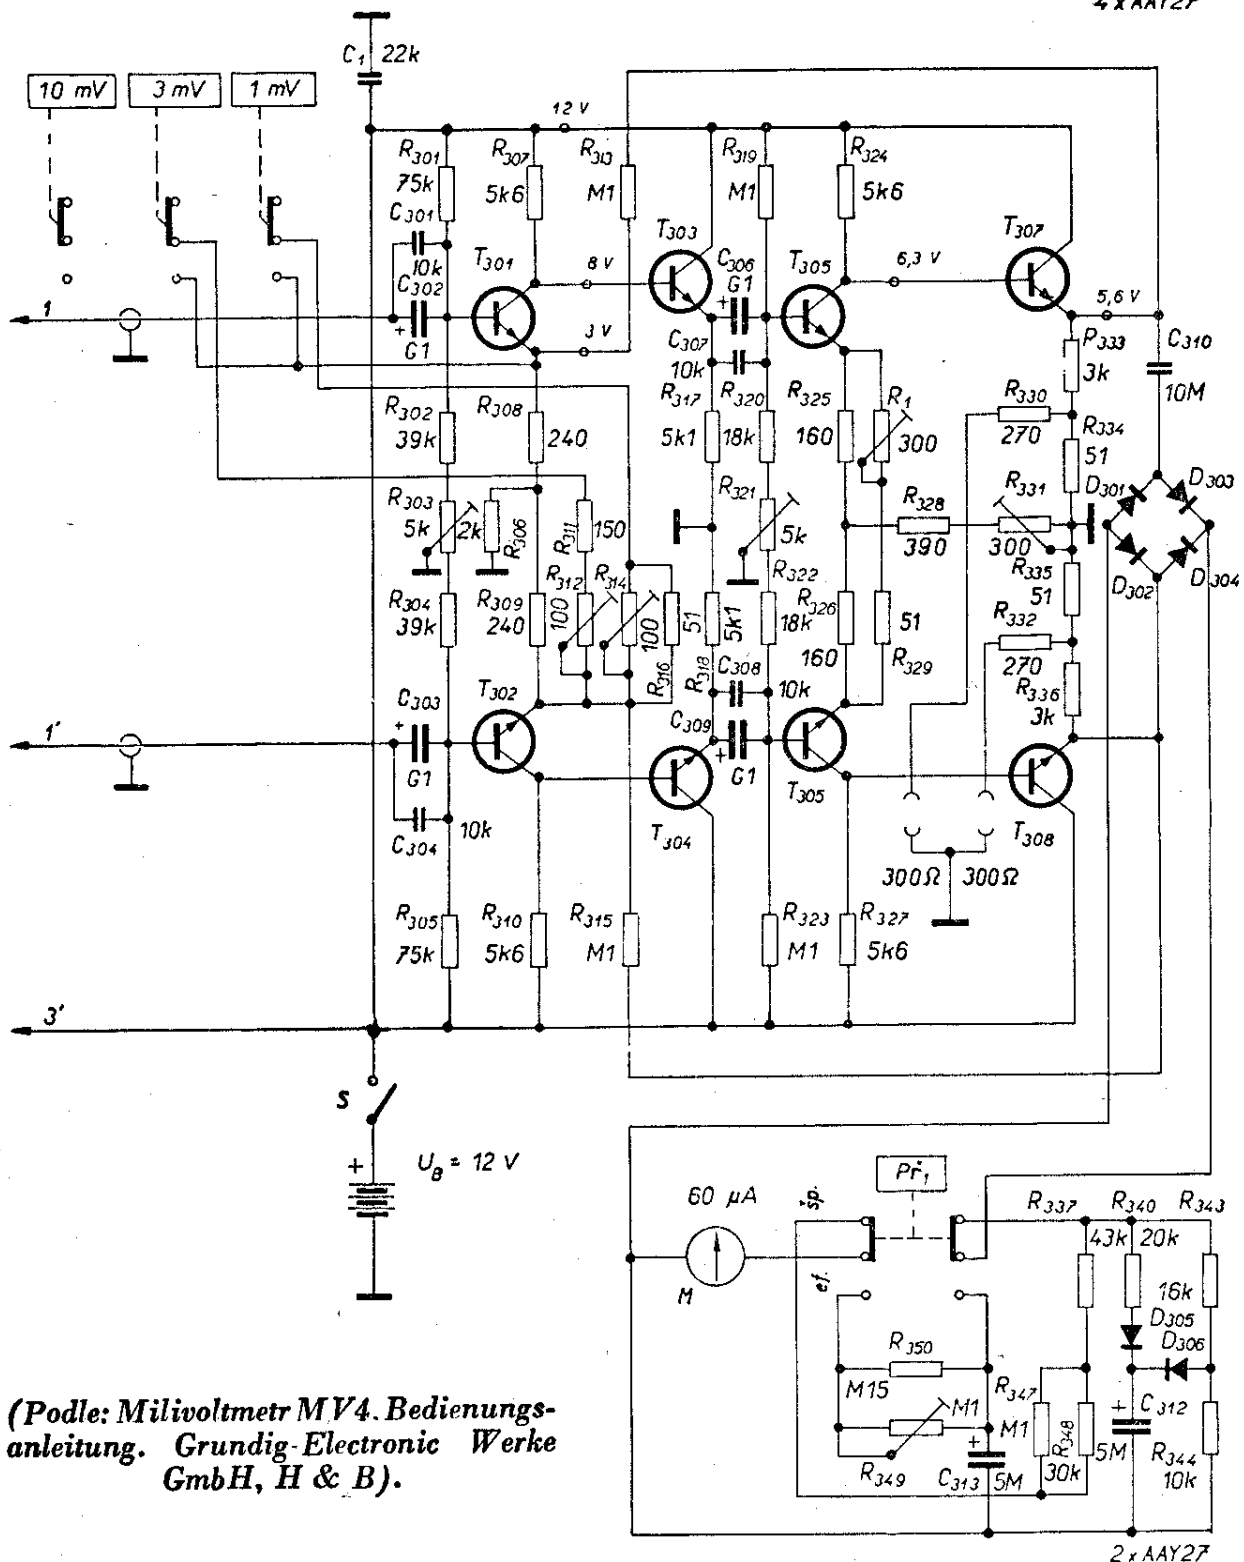 4 x AAY27
C1 22k
10 mV 3 mV 1 mV
12 V
R301 R307 R313 R319 R324
75k 5k6 M1 M1 5k6
C301
10k
T301 T303 C306 T305 T307
C302 8 V G1 6,3 V
1 5,6 V
G1 3 V C307 P333 C310
10k 3k 10M
R302 R308 R317 R320 R325 R1 R330
39k 240 5k1 18k 160 300 270
R334
51
R303 R306 R311 R321 R328 R331 D301 D303
5k 2k 150 5k 390 300
R312 R314 R322 R335 D302 D304
R304 R309 100 100 51 5k1 18k R326 51 51
39k 240 R316 R318 160 R329 R332
270
C303 T302 C308 10k R336
3k
1' C309
G1 G1 T305
C304 10k T304 T308
300Ω 300Ω
R305 R310 R315 R323 R327
75k 5k6 M1 M1 5k6
3'
S
+ UB = 12 V
60 µA šp. Př1 R337 R340 R343
43k 20k
M ef. 16k
D305
D306
R350
M15 R347 C312
M1 M1 R348 5M R344
R349 C313 5M 30k 10k
(Podle: Milivoltmetr MV4. Bedienungs-
anleitung. Grundig-Electronic Werke
GmbH, H & B).
2 x AAY27